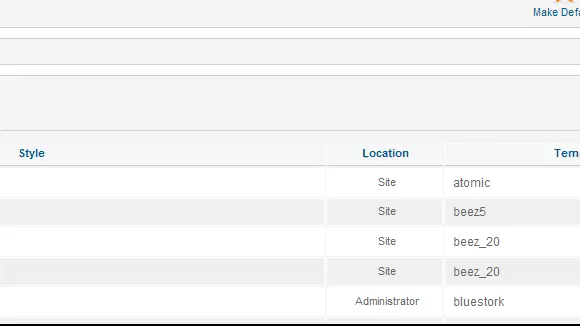 Make Defa
Style Location Tem
Site atomic
Site beez5
Site beez_20
Site beez_20
Administrator bluestork